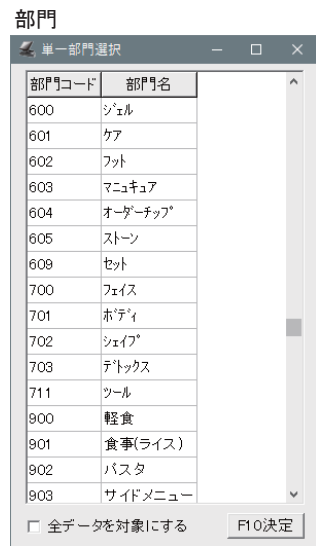 部門
単一部門選択
部門コード 部門名
600 ｼﾞｪﾙ
601 ｹｱ
602 ﾌｯﾄ
603 ﾏﾆｭｷｭｱ
604 ｵｰﾀﾞｰﾁｯﾌﾟ
605 ｽﾄｰﾝ
609 ｾｯﾄ
700 ﾌｪｲｽ
701 ﾎﾞﾃﾞｨ
702 ｼｪｲﾌﾟ
703 ﾃﾞﾄｯｸｽ
711 ﾂｰﾙ
900 軽食
901 食事(ライス)
902 パスタ
903 サイドメニュー
全データを対象にする F10決定